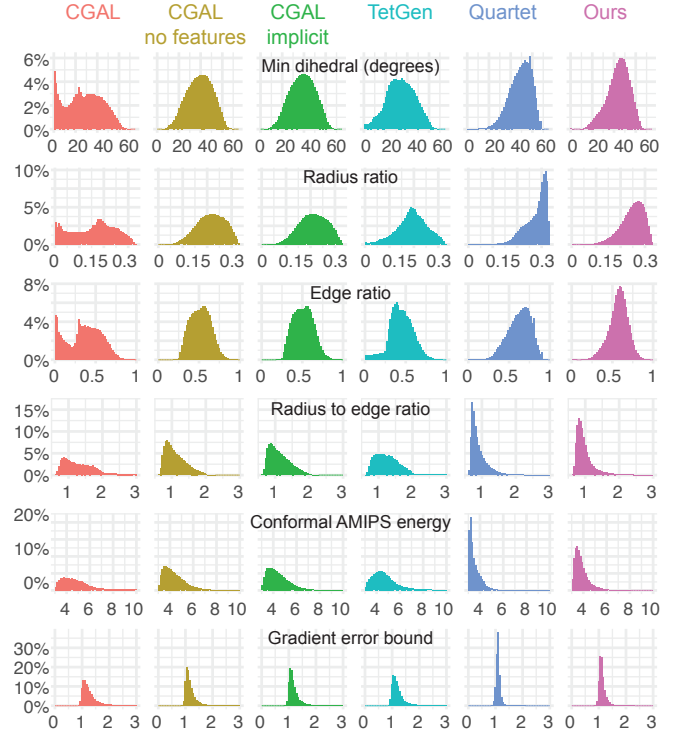 CGAL CGAL CGAL TetGen Quartet Ours
no features implicit
Min dihedral (degrees)
6%
4%
2%
0%
0 20 40 60 0 20 40 60 0 20 40 60 0 20 40 60 0 20 40 60 0 20 40 60
Radius ratio
10%
5%
0%
0 0.15 0.3 0 0.15 0.3 0 0.15 0.3 0 0.15 0.3 0 0.15 0.3 0 0.15 0.3
Edge ratio
8%
4%
0%
0 0.5 1 0 0.5 1 0 0.5 1 0 0.5 1 0 0.5 1 0 0.5 1
Radius to edge ratio
15%
10%
5%
0%
1 2 3 1 2 3 1 2 3 1 2 3 1 2 3 1 2 3
Conformal AMIPS energy
20%
10%
0%
4 6 8 10 4 6 8 10 4 6 8 10 4 6 8 10 4 6 8 10 4 6 8 10
Gradient error bound
30%
20%
10%
0%
0 1 2 3 0 1 2 3 0 1 2 3 0 1 2 3 0 1 2 3 0 1 2 3